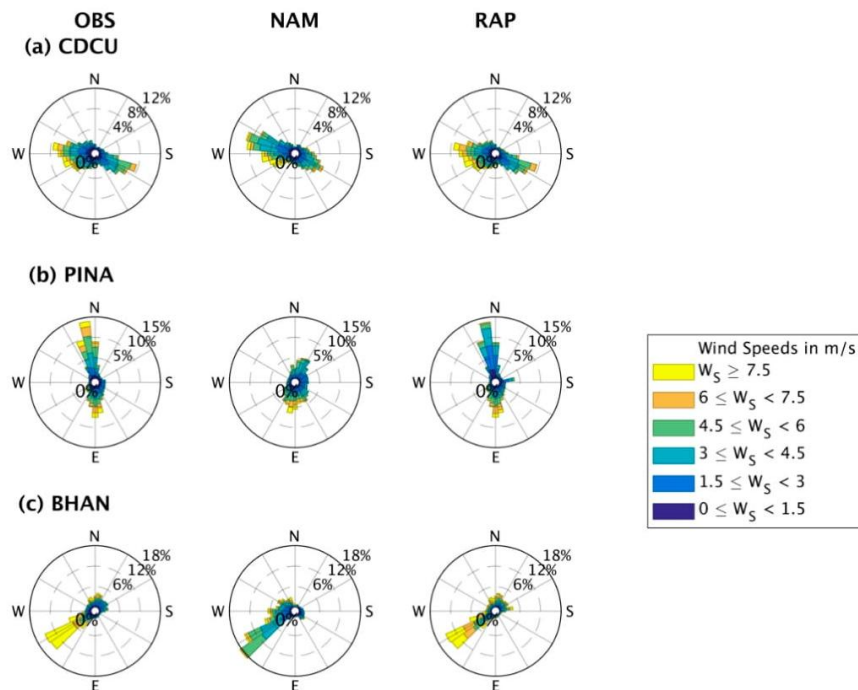 OBS NAM RAP
(a) CDCU
N N N
12% 12% 12%
8% 8% 8%
4% 4% 4%
W 0% S W 0% S W 0% S
E E E
(b) PINA
N N N
15% 15% 15%
10% 10% 10%
5% 5% 5%
W 0% S W 0% S W 0% S
E E E
Wind Speeds in m/s
W_S ≥ 7.5
6 ≤ W_S < 7.5
4.5 ≤ W_S < 6
3 ≤ W_S < 4.5
1.5 ≤ W_S < 3
0 ≤ W_S < 1.5
(c) BHAN
N N N
18% 18% 18%
12% 12% 12%
6% 6% 6%
W 0% S W 0% S W 0% S
E E E